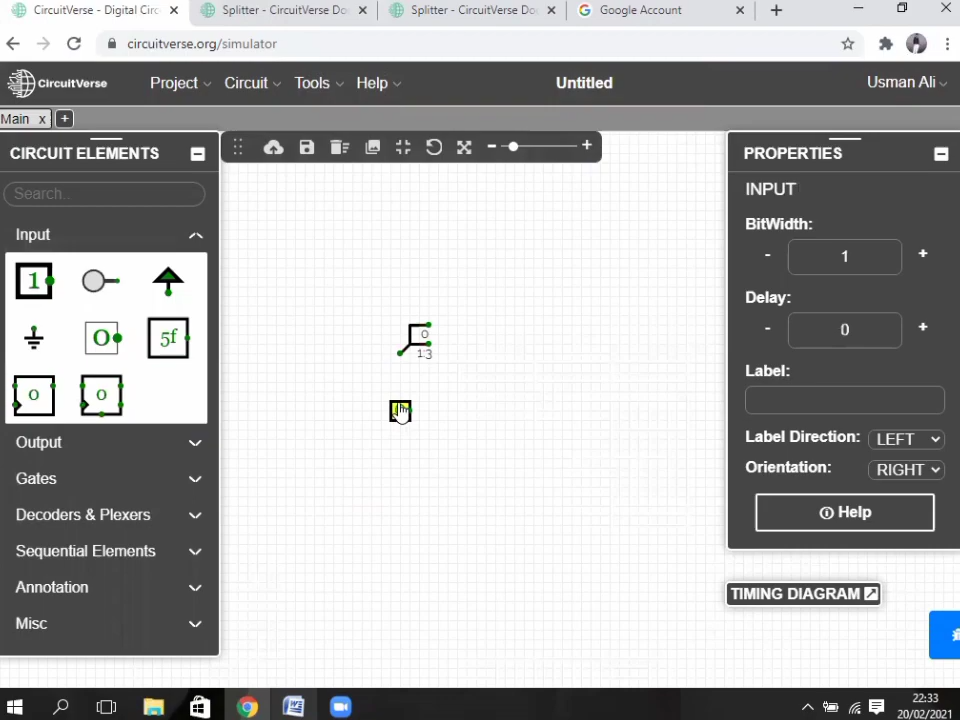 CircuitVerse - Digital Circ
Splitter - CircuitVerse Do
Splitter - CircuitVerse Do
Google Account
circuitverse.org/simulator
CircuitVerse
Project
Circuit
Tools
Help
Untitled
Usman Ali
Main x +
CIRCUIT ELEMENTS
Search..
Input
1
O
5f
0
0
Output
Gates
Decoders & Plexers
Sequential Elements
Annotation
Misc
0
1:3
PROPERTIES
INPUT
BitWidth:
- 1 +
Delay:
- 0 +
Label:
Label Direction: LEFT
Orientation: RIGHT
Help
TIMING DIAGRAM
22:33
20/02/2021